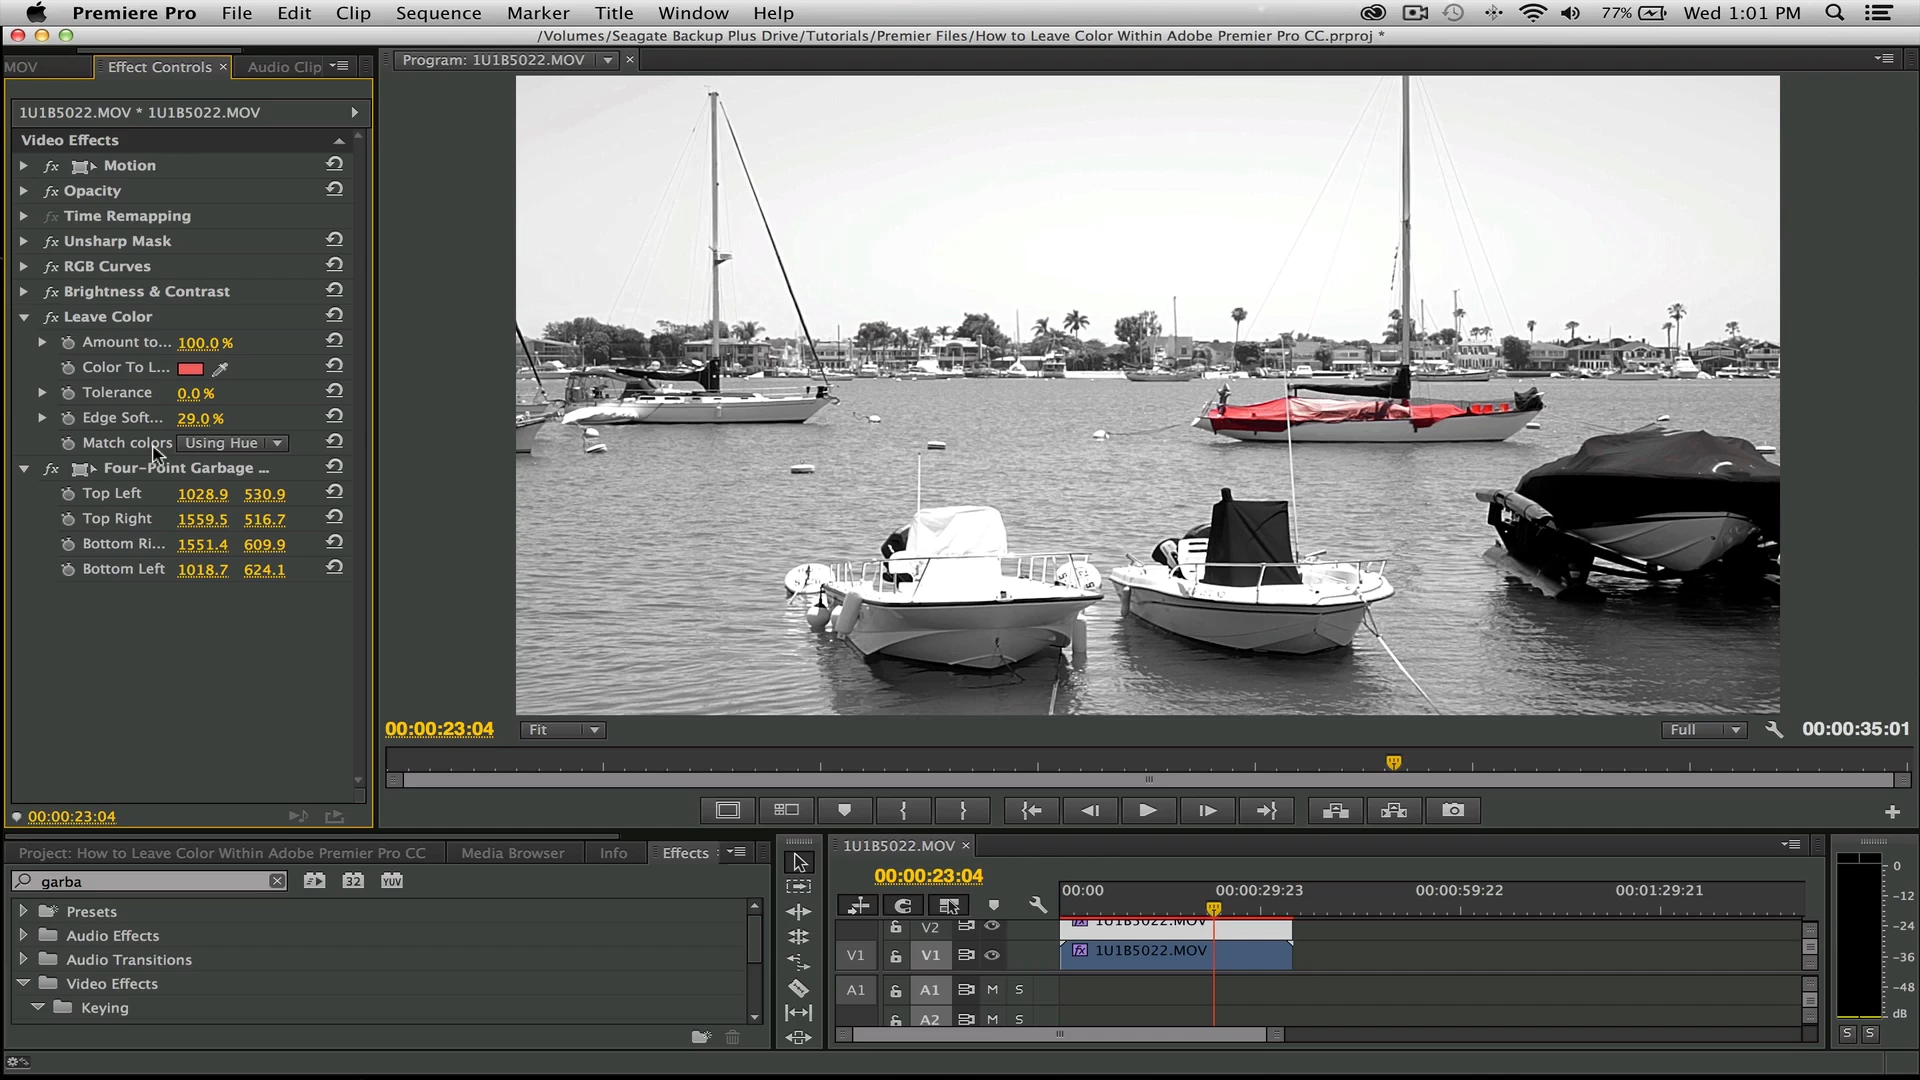 Premiere Pro File Edit Clip Sequence Marker Title Window Help 77% Wed 1:01 PM
/Volumes/Seagate Backup Plus Drive/Tutorials/Premier Files/How to Leave Color Within Adobe Premier Pro CC.prproj *
MOV Effect Controls × Audio Clip
Program: 1U1B5022.MOV ×
1U1B5022.MOV * 1U1B5022.MOV
Video Effects
fx Motion
fx Opacity
fx Time Remapping
fx Unsharp Mask
fx RGB Curves
fx Brightness & Contrast
fx Leave Color
Amount to... 100.0 %
Color To L...
Tolerance 0.0 %
Edge Soft... 29.0 %
Match colors Using Hue
fx Four-Point Garbage ...
Top Left 1028.9 530.9
Top Right 1559.5 516.7
Bottom Ri... 1551.4 609.9
Bottom Left 1018.7 624.1
00:00:23:04 Fit Full 00:00:35:01
00:00:23:04
Project: How to Leave Color Within Adobe Premier Pro CC Media Browser Info Effects
garba 32 YUV
Presets
Audio Effects
Audio Transitions
Video Effects
Keying
1U1B5022.MOV ×
00:00:23:04
00:00 00:00:29:23 00:00:59:22 00:01:29:21
V2 fx 1U1B5022.MOV
V1 V1 fx 1U1B5022.MOV
A1 A1 M S
A2 M S
0
-12
-24
-36
-48
dB
S S